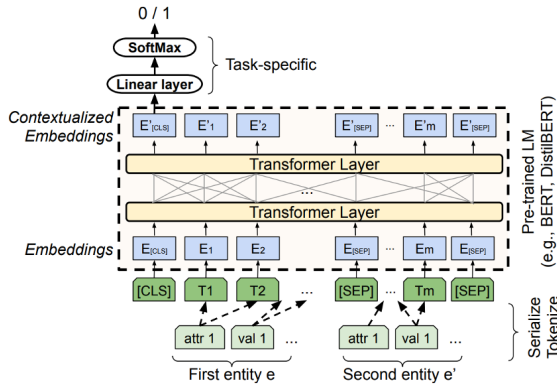 0 / 1
SoftMax
Linear layer
Task-specific
Contextualized
Embeddings
E'[CLS] E'1 E'2 E'[SEP] ... E'm E'[SEP]
Transformer Layer
...
Transformer Layer
Embeddings
E[CLS] E1 E2 E[SEP] ... Em E[SEP]
Pre-trained LM
(e.g., BERT, DistilBERT)
[CLS] T1 T2 ... [SEP] ... Tm [SEP]
attr 1 val 1 ... attr 1 val 1 ...
Serialize
Tokenize
First entity e Second entity e'